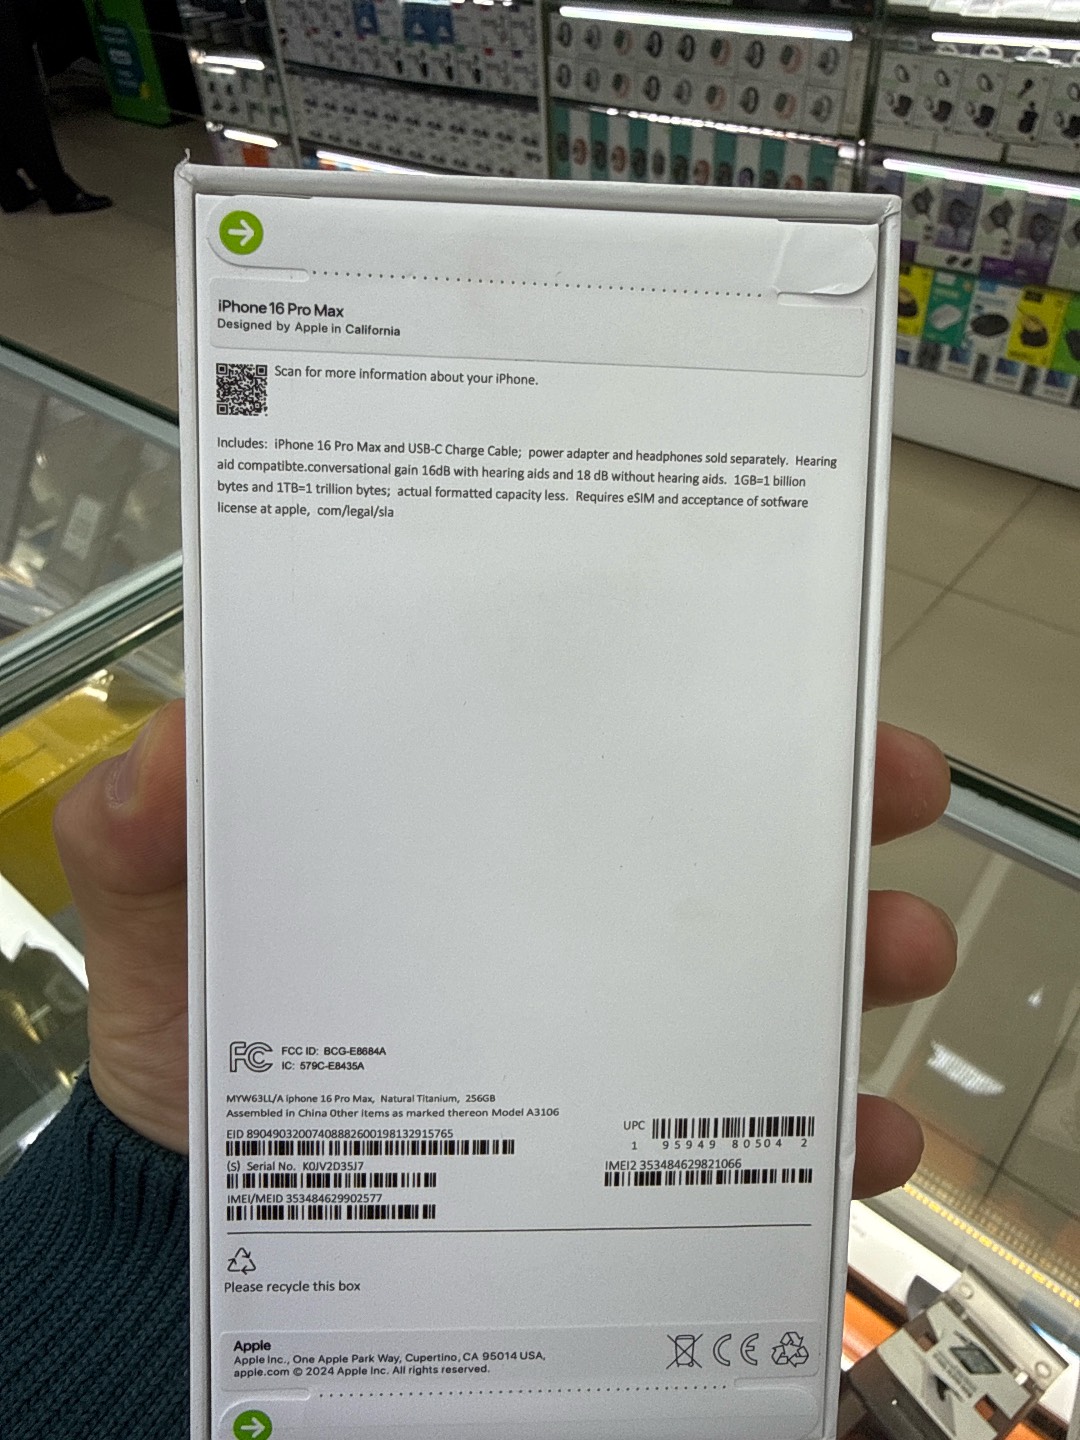 iPhone 16 Pro Max
Designed by Apple in California
Scan for more information about your iPhone.
Includes: iPhone 16 Pro Max and USB-C Charge Cable; power adapter and headphones sold separately. Hearing
aid compatibte.conversational gain 16dB with hearing aids and 18 dB without hearing aids. 1GB=1 billion
bytes and 1TB=1 trillion bytes; actual formatted capacity less. Requires eSIM and acceptance of sotfware
license at apple, com/legal/sla
FC FCC ID: BCG-E8684A
IC: 579C-E8435A
MYW63LL/A iphone 16 Pro Max, Natural Titanium, 256GB
Assembled in China Other items as marked thereon Model A3106
EID 89049032007408882600198132915765
UPC
1 95949 80504 2
(S) Serial No. K0JV2D35J7
IMEI2 353484629821066
IMEI/MEID 353484629902577
Please recycle this box
Apple
Apple Inc., One Apple Park Way, Cupertino, CA 95014 USA,
apple.com © 2024 Apple Inc. All rights reserved.
CE